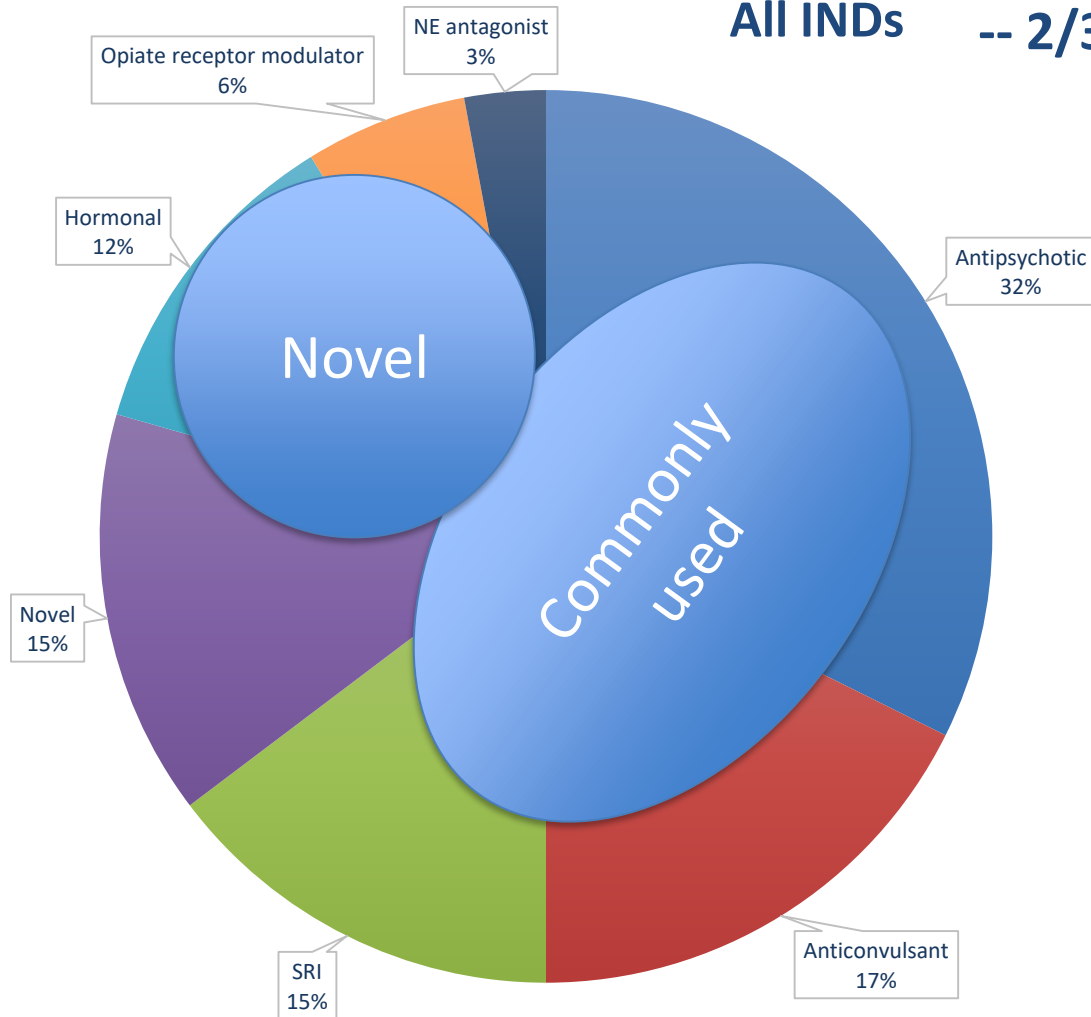 All INDs -- 2/3
NE antagonist
3%
Opiate receptor modulator
6%
Hormonal
12%
Antipsychotic
32%
Novel
Commonly
used
Novel
15%
Anticonvulsant
17%
SRI
15%